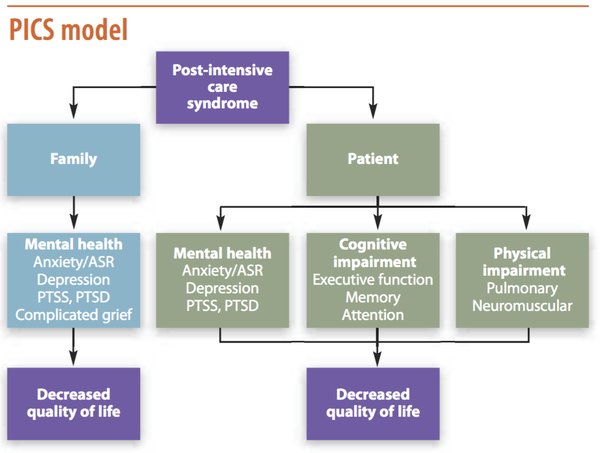 PICS model
Post-intensive
care
syndrome
Family
Patient
Mental health
Anxiety/ASR
Depression
PTSS, PTSD
Complicated grief
Mental health
Anxiety/ASR
Depression
PTSS, PTSD
Cognitive
impairment
Executive function
Memory
Attention
Physical
impairment
Pulmonary
Neuromuscular
Decreased
quality of life
Decreased
quality of life